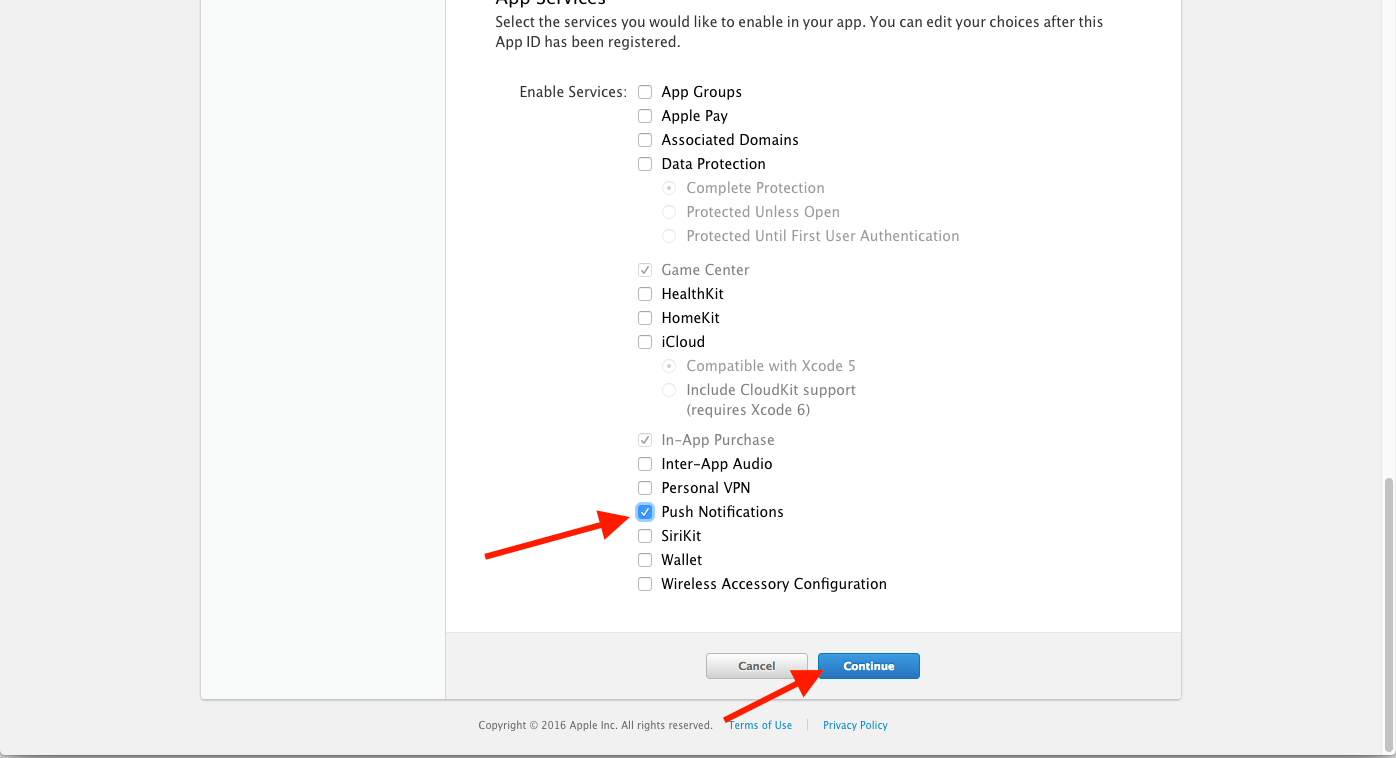 App Services
Select the services you would like to enable in your app. You can edit your choices after this
App ID has been registered.
Enable Services:
App Groups
Apple Pay
Associated Domains
Data Protection
Complete Protection
Protected Unless Open
Protected Until First User Authentication
Game Center
HealthKit
HomeKit
iCloud
Compatible with Xcode 5
Include CloudKit support
(requires Xcode 6)
In-App Purchase
Inter-App Audio
Personal VPN
Push Notifications
SiriKit
Wallet
Wireless Accessory Configuration
Cancel
Continue
Copyright © 2016 Apple Inc. All rights reserved.
Terms of Use
Privacy Policy